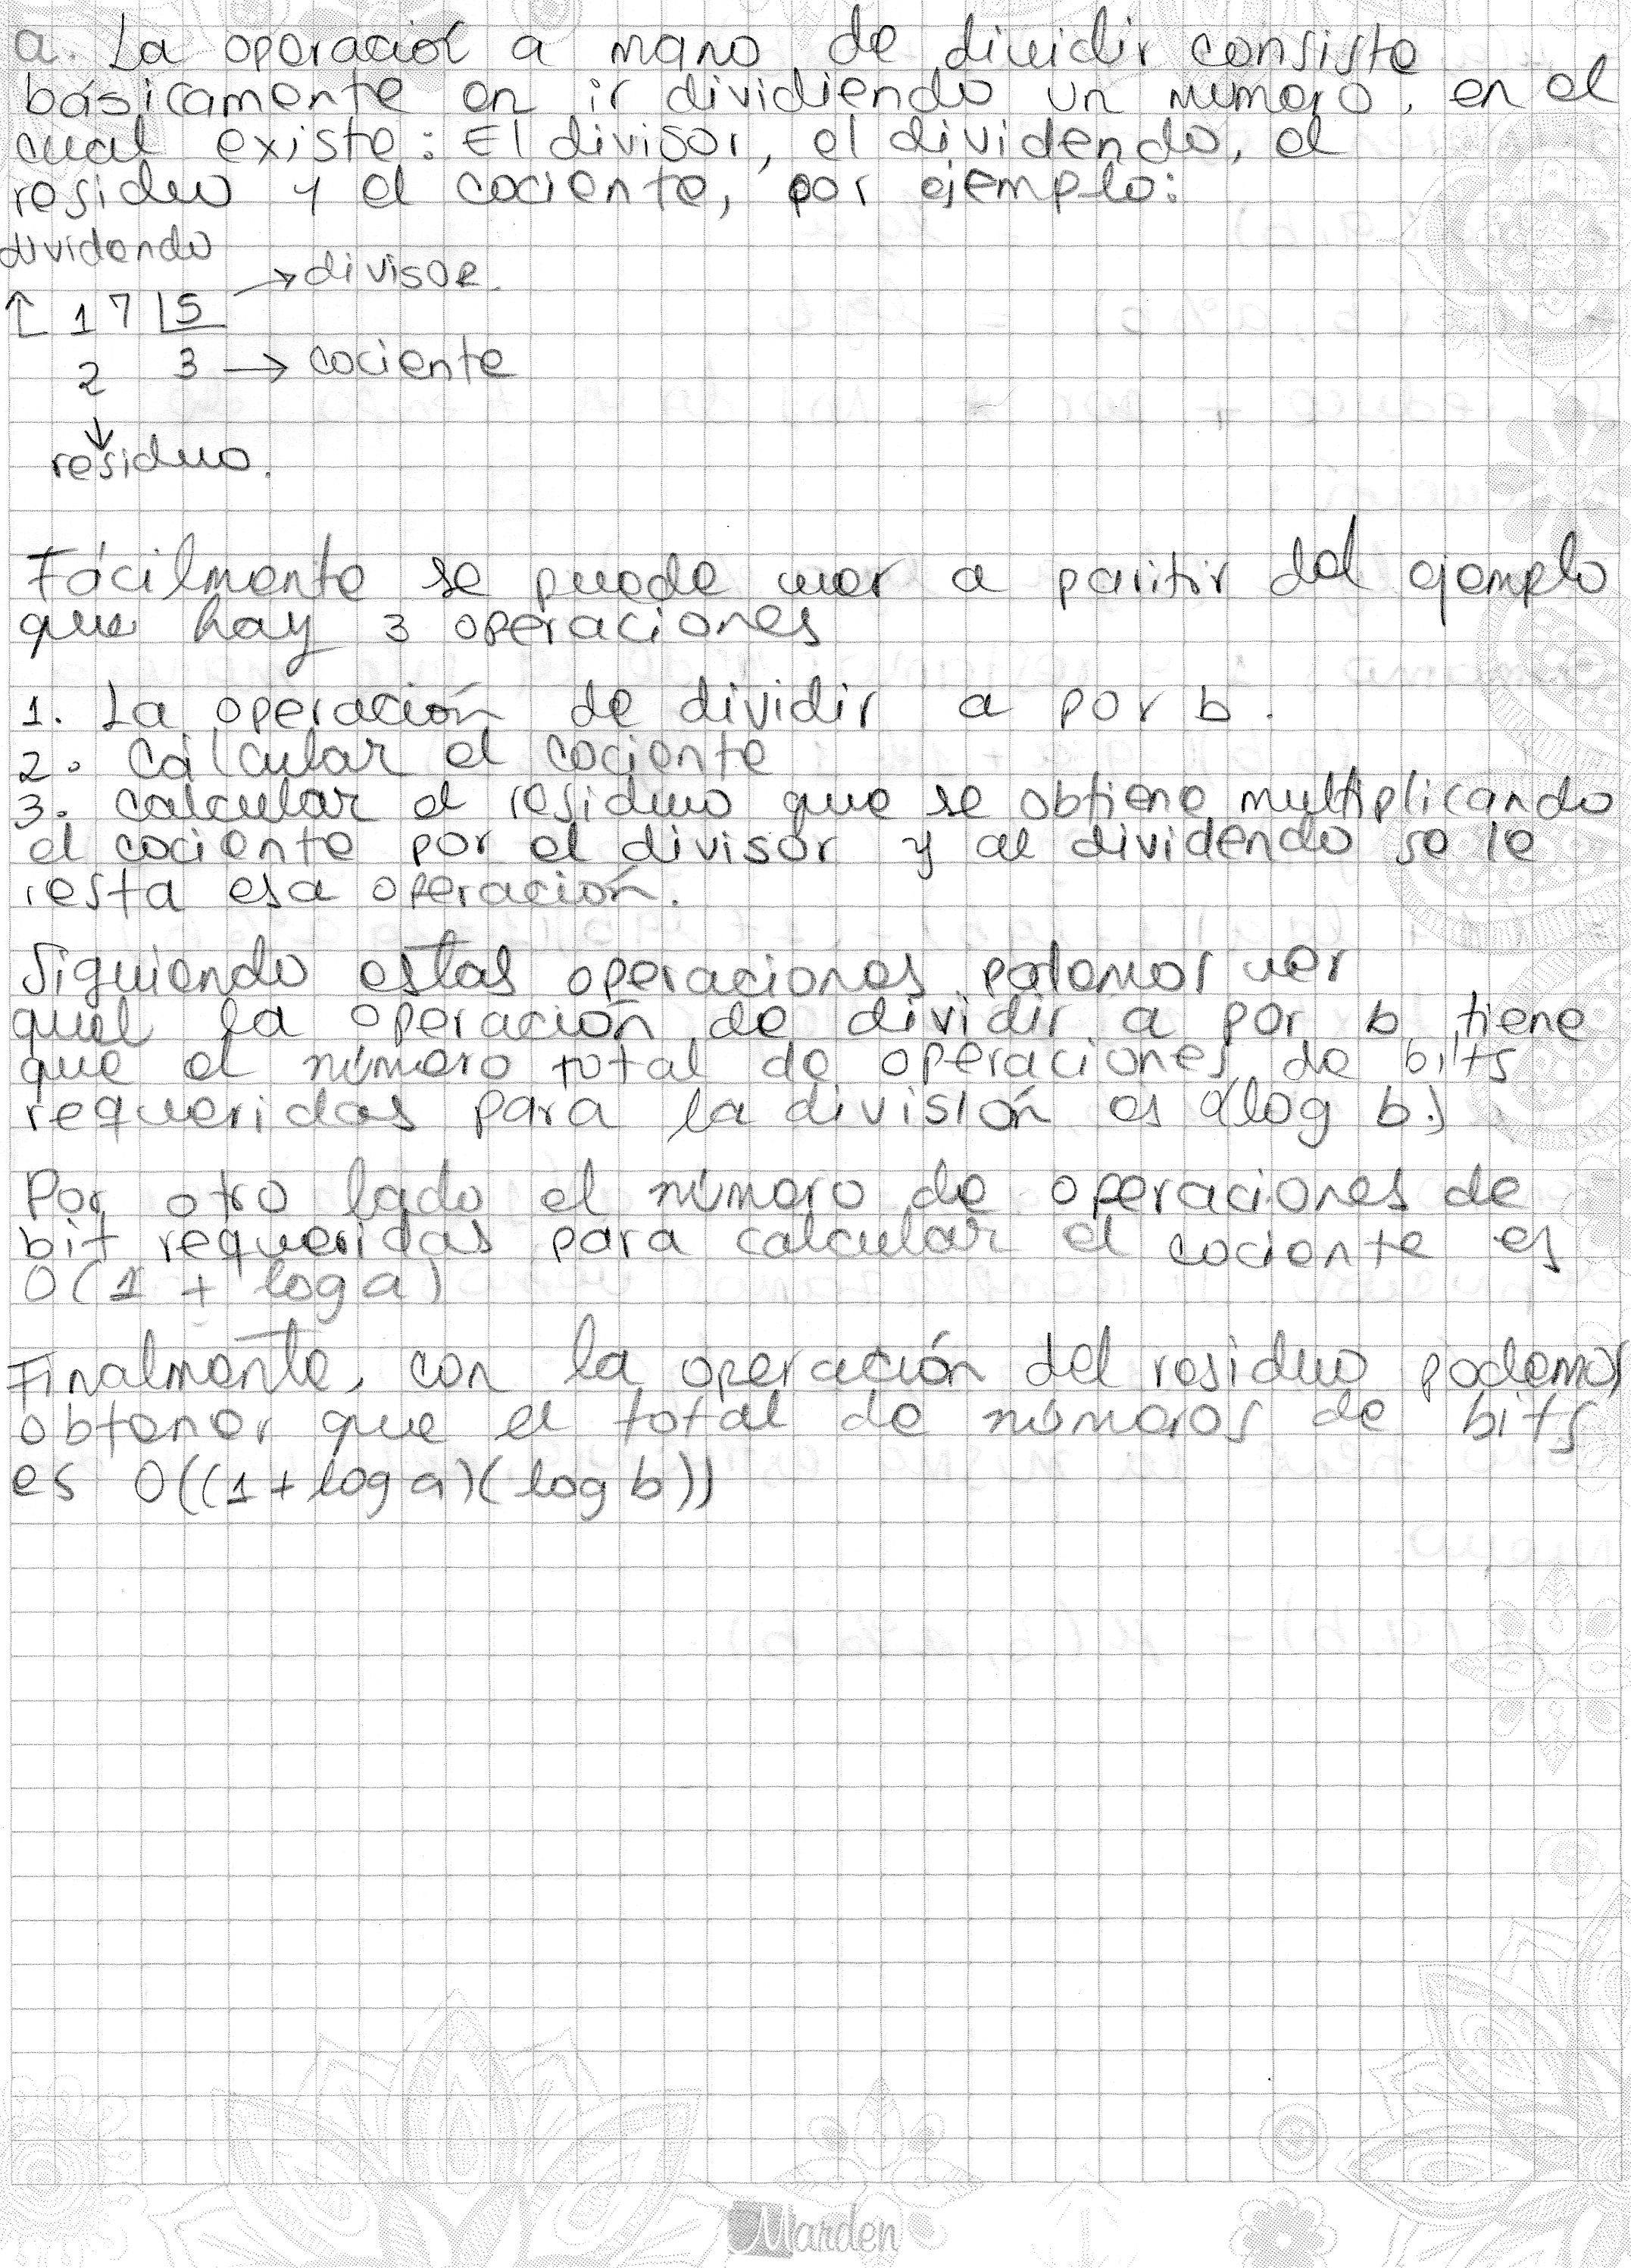 a. La operación a mano de dividir consiste
básicamente en ir dividiendo un numero, en el
cual existe: El divisor, el dividendo, el
residuo y el cociente, por ejemplo:
dividendo
→ divisor.
↑ 17 |5
2 3 → cociente
↓
residuo.
Fácilmente se puede ver a paritir del ejemplo
que hay 3 operaciones
1. La operación de dividir a por b.
2. Calcular el cociente
3. calcular el residuo que se obtiene multiplicando
el cociente por el divisor y al dividendo se le
resta esa operación.
Siguiendo estas operaciones podemos ver
que la operación de dividir a por b tiene
que el número total de operaciones de bits
requeridas para la división es O(log b.)
Por otro lado el número de operaciones de
bit requeridas para calcular el cociente es
O(1 + log a)
Finalmente, con la operación del residuo podemos
obtener que el total de números de bits
es O((1 + log a)(log b))
Marden